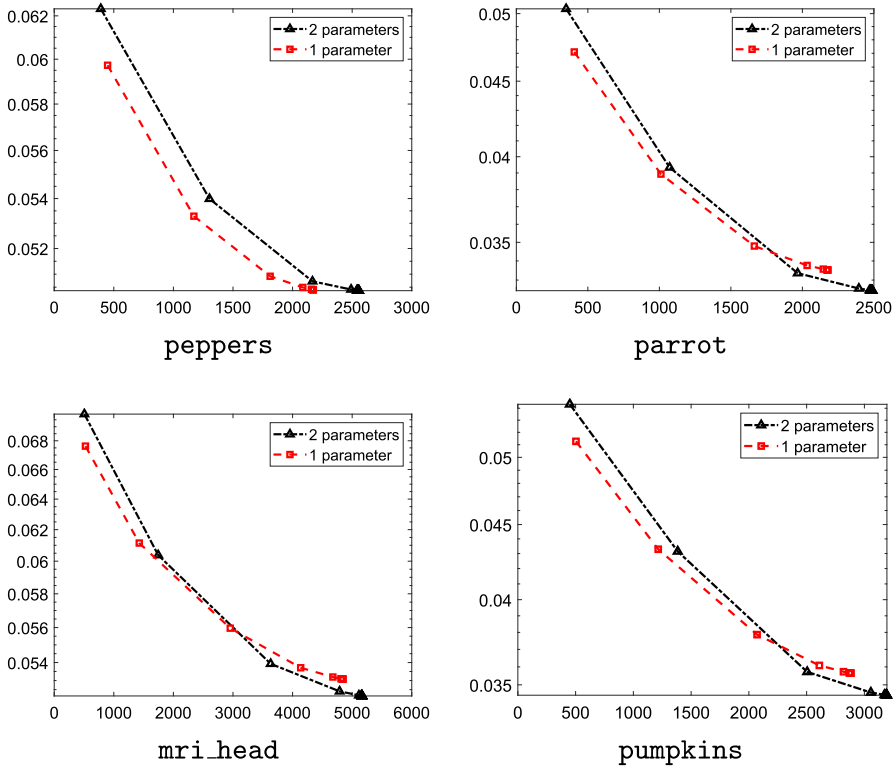 0.062
0.06
0.058
0.056
0.054
0.052
2 parameters
1 parameter
0 500 1000 1500 2000 2500 3000
peppers
0.05
0.045
0.04
0.035
2 parameters
1 parameter
0 500 1000 1500 2000 2500
parrot
0.068
0.066
0.064
0.062
0.06
0.058
0.056
0.054
2 parameters
1 parameter
0 1000 2000 3000 4000 5000 6000
mri_head
0.05
0.045
0.04
0.035
2 parameters
1 parameter
0 500 1000 1500 2000 2500 3000
pumpkins